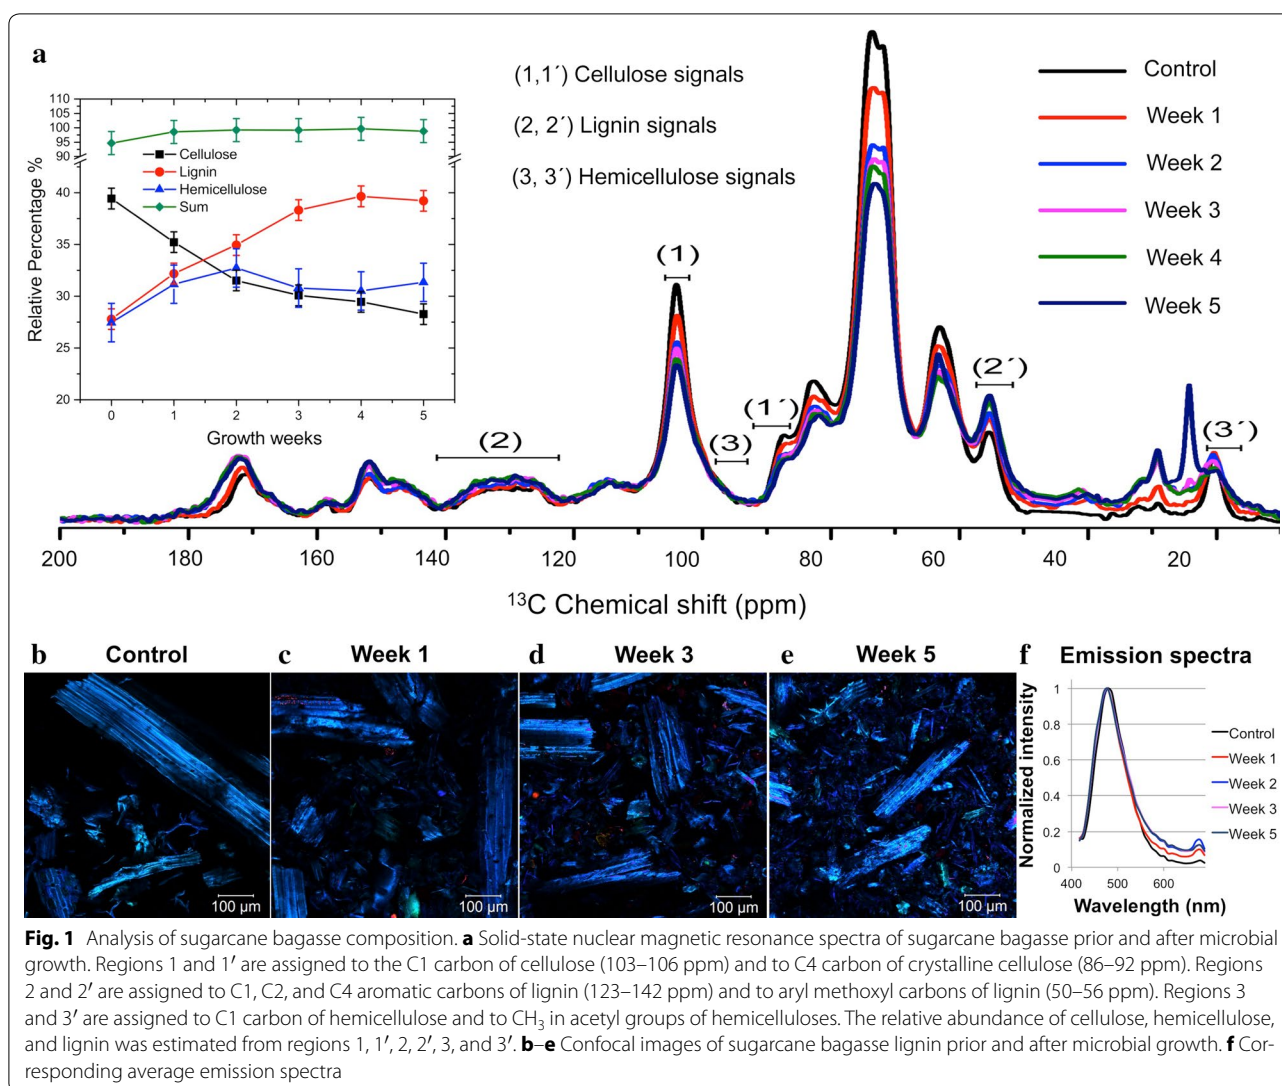 a
(1,1´) Cellulose signals
(2, 2´) Lignin signals
(3, 3´) Hemicellulose signals
Control
Week 1
Week 2
Week 3
Week 4
Week 5
110
105
100
95
90
40
35
30
25
20
Relative Percentage %
Cellulose
Lignin
Hemicellulose
Sum
0 1 2 3 4 5
Growth weeks
(1)
(2)
(3)
(1´)
(2´)
(3´)
200 180 160 140 120 100 80 60 40 20
13C Chemical shift (ppm)
b Control
c Week 1
d Week 3
e Week 5
f Emission spectra
100 µm
100 µm
100 µm
100 µm
Normalized intensity
1
0.8
0.6
0.4
0.2
0
400 500 600
Wavelength (nm)
Control
Week 1
Week 2
Week 3
Week 5
Fig. 1 Analysis of sugarcane bagasse composition. a Solid-state nuclear magnetic resonance spectra of sugarcane bagasse prior and after microbial
growth. Regions 1 and 1′ are assigned to the C1 carbon of cellulose (103–106 ppm) and to C4 carbon of crystalline cellulose (86–92 ppm). Regions
2 and 2′ are assigned to C1, C2, and C4 aromatic carbons of lignin (123–142 ppm) and to aryl methoxyl carbons of lignin (50–56 ppm). Regions 3
and 3′ are assigned to C1 carbon of hemicellulose and to CH3 in acetyl groups of hemicelluloses. The relative abundance of cellulose, hemicellulose,
and lignin was estimated from regions 1, 1′, 2, 2′, 3, and 3′. b–e Confocal images of sugarcane bagasse lignin prior and after microbial growth. f Cor-
responding average emission spectra